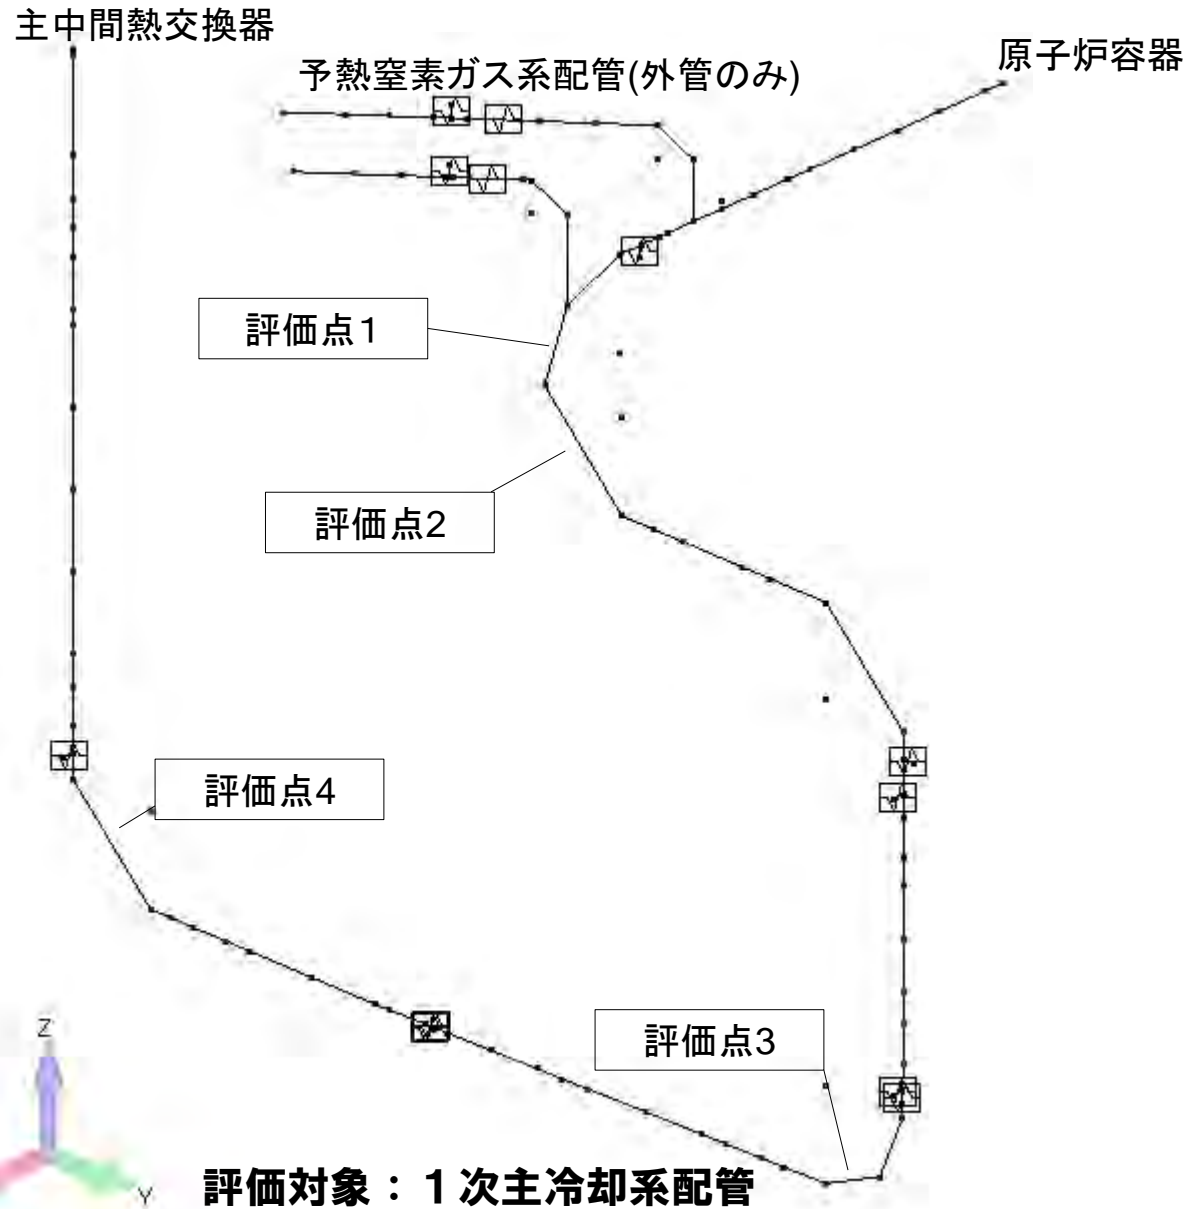 主中間熱交換器
原子炉容器
予熱窒素ガス系配管(外管のみ)
評価点1
評価点2
評価点4
評価点3
Z
Y
評価対象：１次主冷却系配管